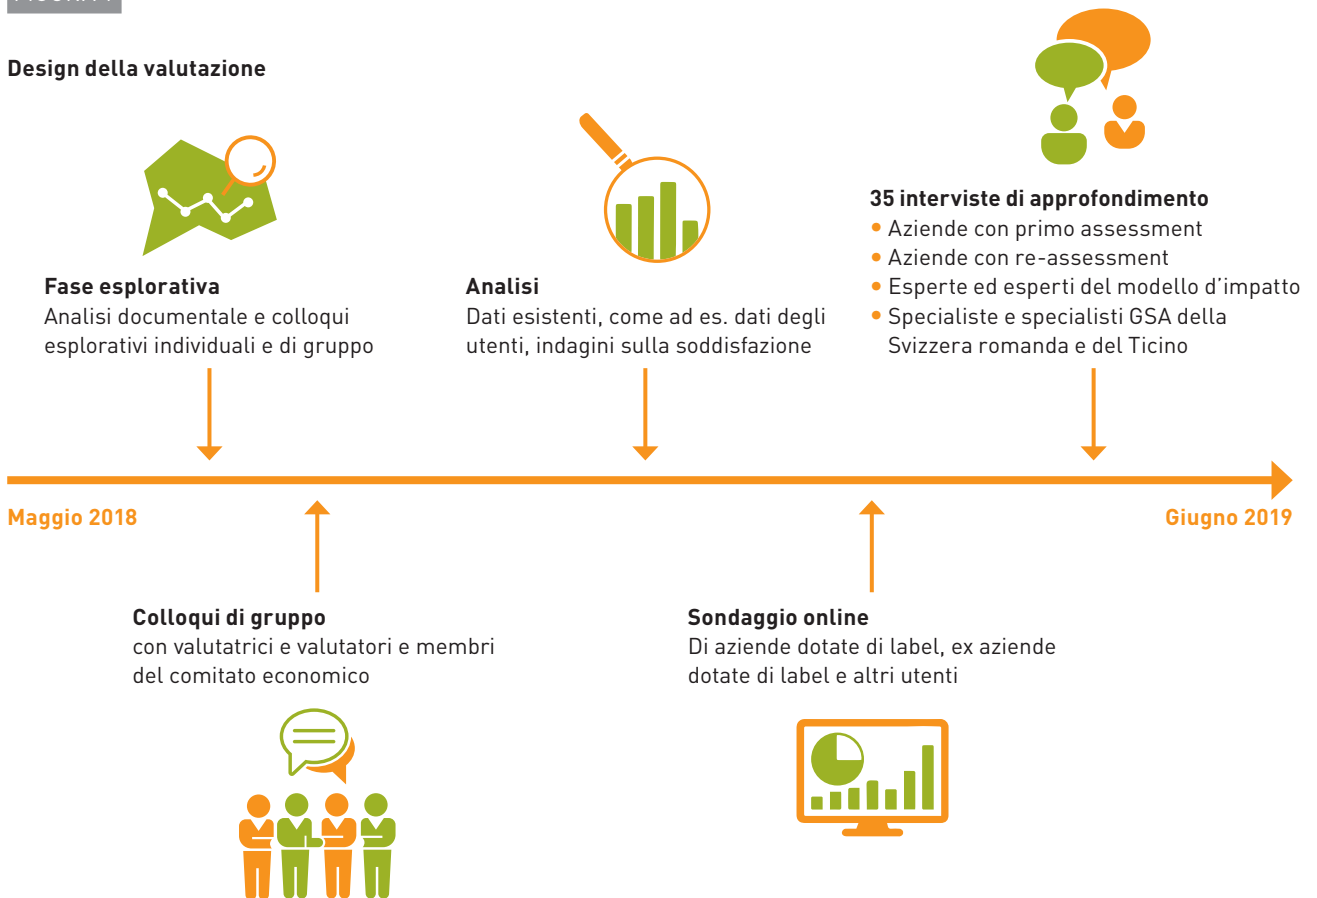 Design della valutazione
Fase esplorativa
Analisi documentale e colloqui
esplorativi individuali e di gruppo
Analisi
Dati esistenti, come ad es. dati degli
utenti, indagini sulla soddisfazione
35 interviste di approfondimento
• Aziende con primo assessment
• Aziende con re-assessment
• Esperte ed esperti del modello d'impatto
• Specialiste e specialisti GSA della
Svizzera romanda e del Ticino
Maggio 2018
Giugno 2019
Colloqui di gruppo
con valutatrici e valutatori e membri
del comitato economico
Sondaggio online
Di aziende dotate di label, ex aziende
dotate di label e altri utenti